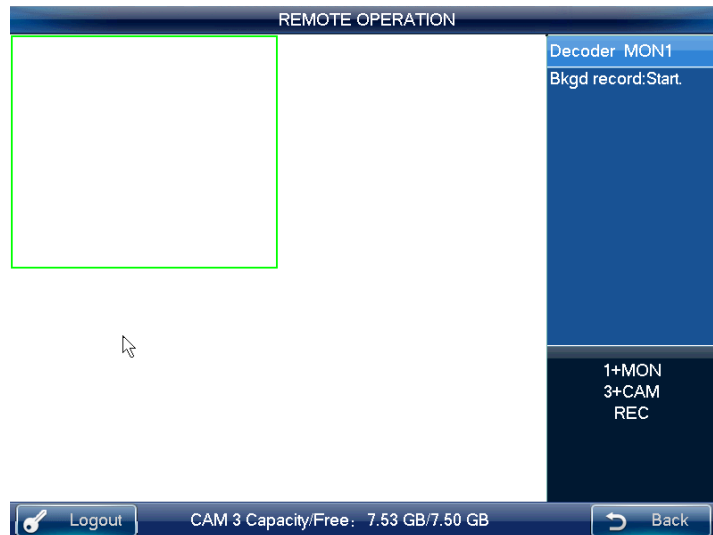 REMOTE OPERATION
Decoder MON1
Bkgd record:Start.
1+MON
3+CAM
REC
Logout
CAM 3 Capacity/Free: 7.53 GB/7.50 GB
Back